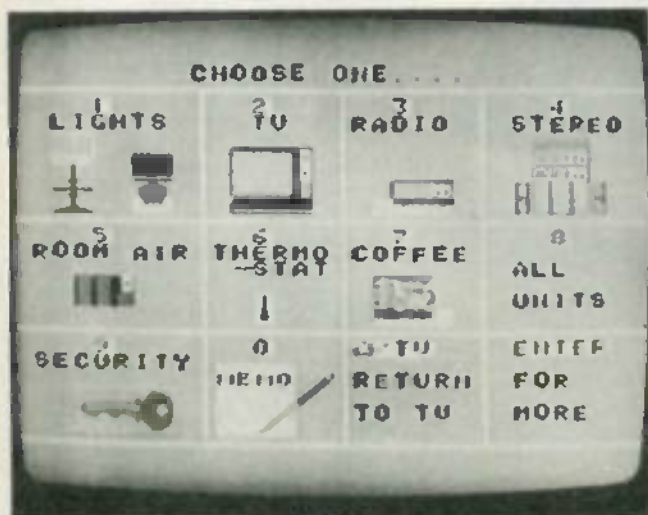 CHOOSE ONE....
1 2 3 4
LIGHTS TV RADIO STEREO
5 6 7 8
ROOM AIR THERMO COFFEE ALL
-STAT UNITS
SECURITY 0 TV ENTER
MEMO RETURN FOR
TO TV MORE